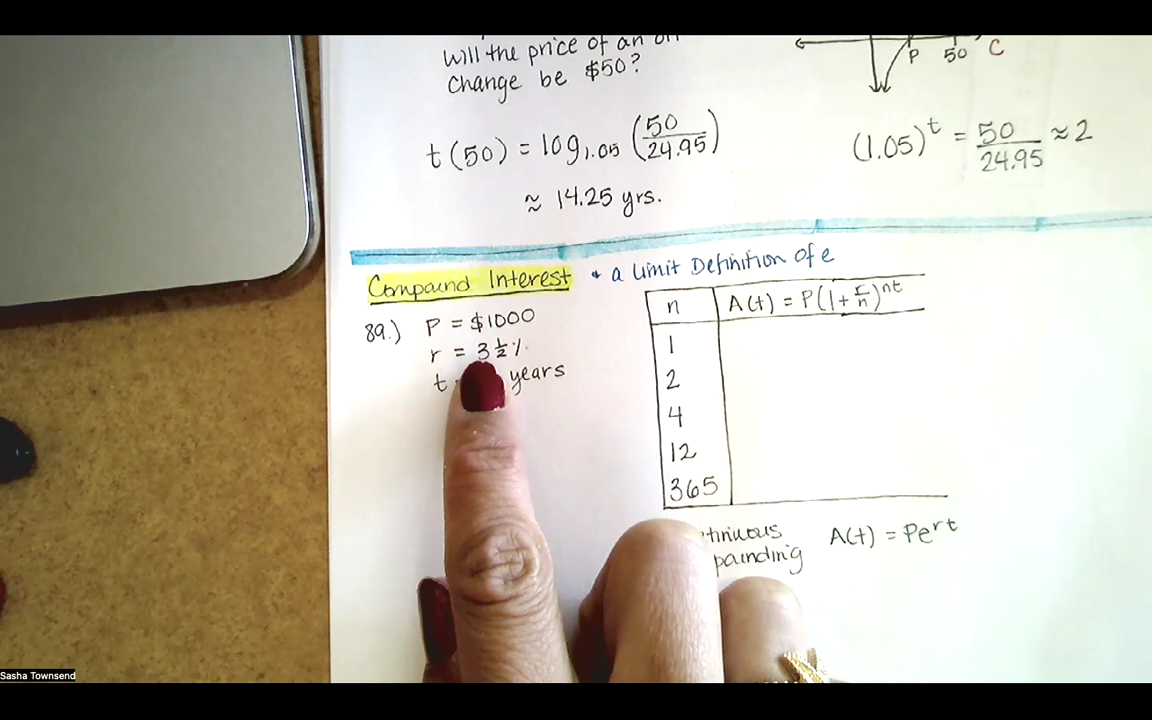 will the price of an oil
change be $50?
t(50) = log1.05 (50/24.95)
≈ 14.25 yrs.
P 50 C
(1.05)^t = 50/24.95 ≈ 2
Compound Interest + a Limit Definition of e
89.) P = $1000
r = 3 1/2 %
t years
n A(t) = P(1 + r/n)^nt
1
2
4
12
365
A(t) = Pe^rt
Sasha Townsend